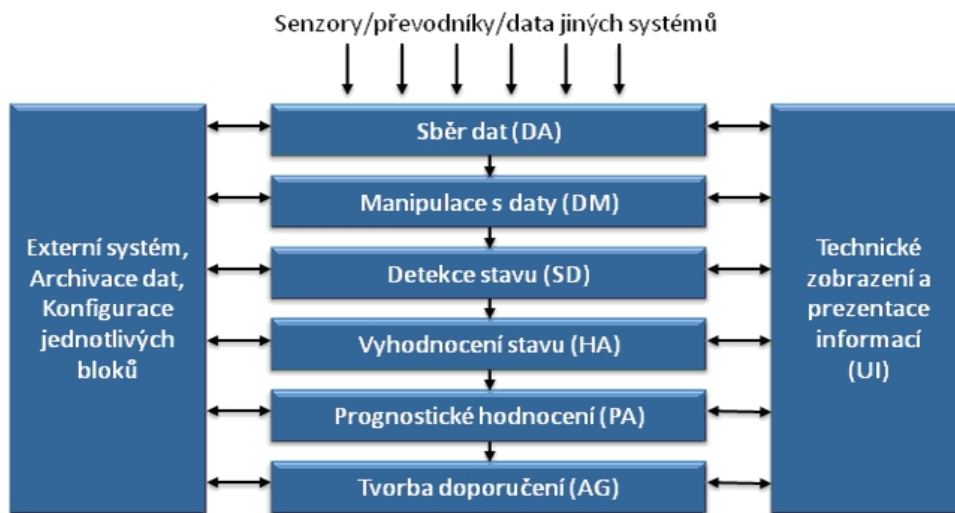 Senzory/převodníky/data jiných systémů
Externí systém,
Archivace dat,
Konfigurace
jednotlivých
bloků
Sběr dat (DA)
Manipulace s daty (DM)
Detekce stavu (SD)
Vyhodnocení stavu (HA)
Prognostické hodnocení (PA)
Tvorba doporučení (AG)
Technické
zobrazení a
prezentace
informací
(UI)